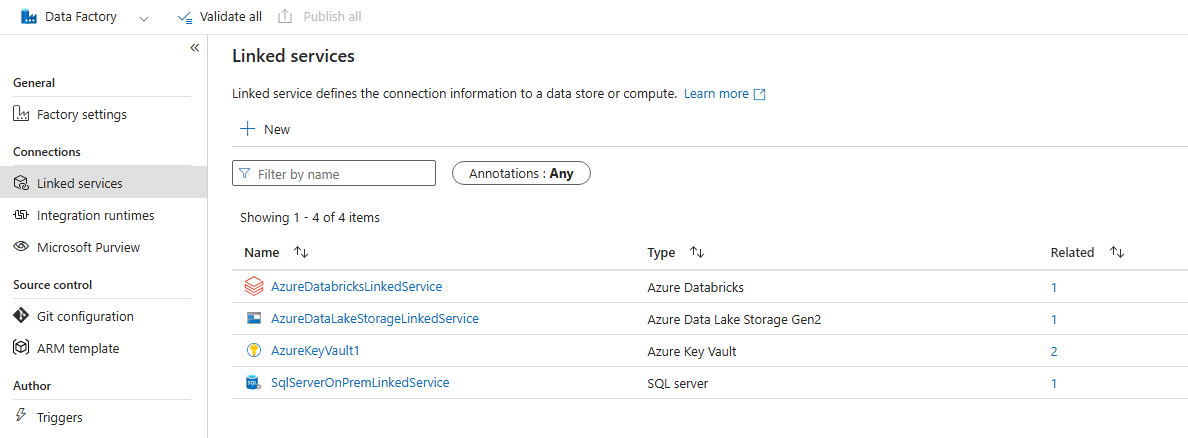 Data Factory
Validate all
Publish all
General
Factory settings
Connections
Linked services
Integration runtimes
Microsoft Purview
Source control
Git configuration
ARM template
Author
Triggers
Linked services
Linked service defines the connection information to a data store or compute. Learn more
New
Filter by name
Annotations : Any
Showing 1 - 4 of 4 items
Name Type Related
AzureDatabricksLinkedService Azure Databricks 1
AzureDataLakeStorageLinkedService Azure Data Lake Storage Gen2 1
AzureKeyVault1 Azure Key Vault 2
SQL SqlServerOnPremLinkedService SQL server 1